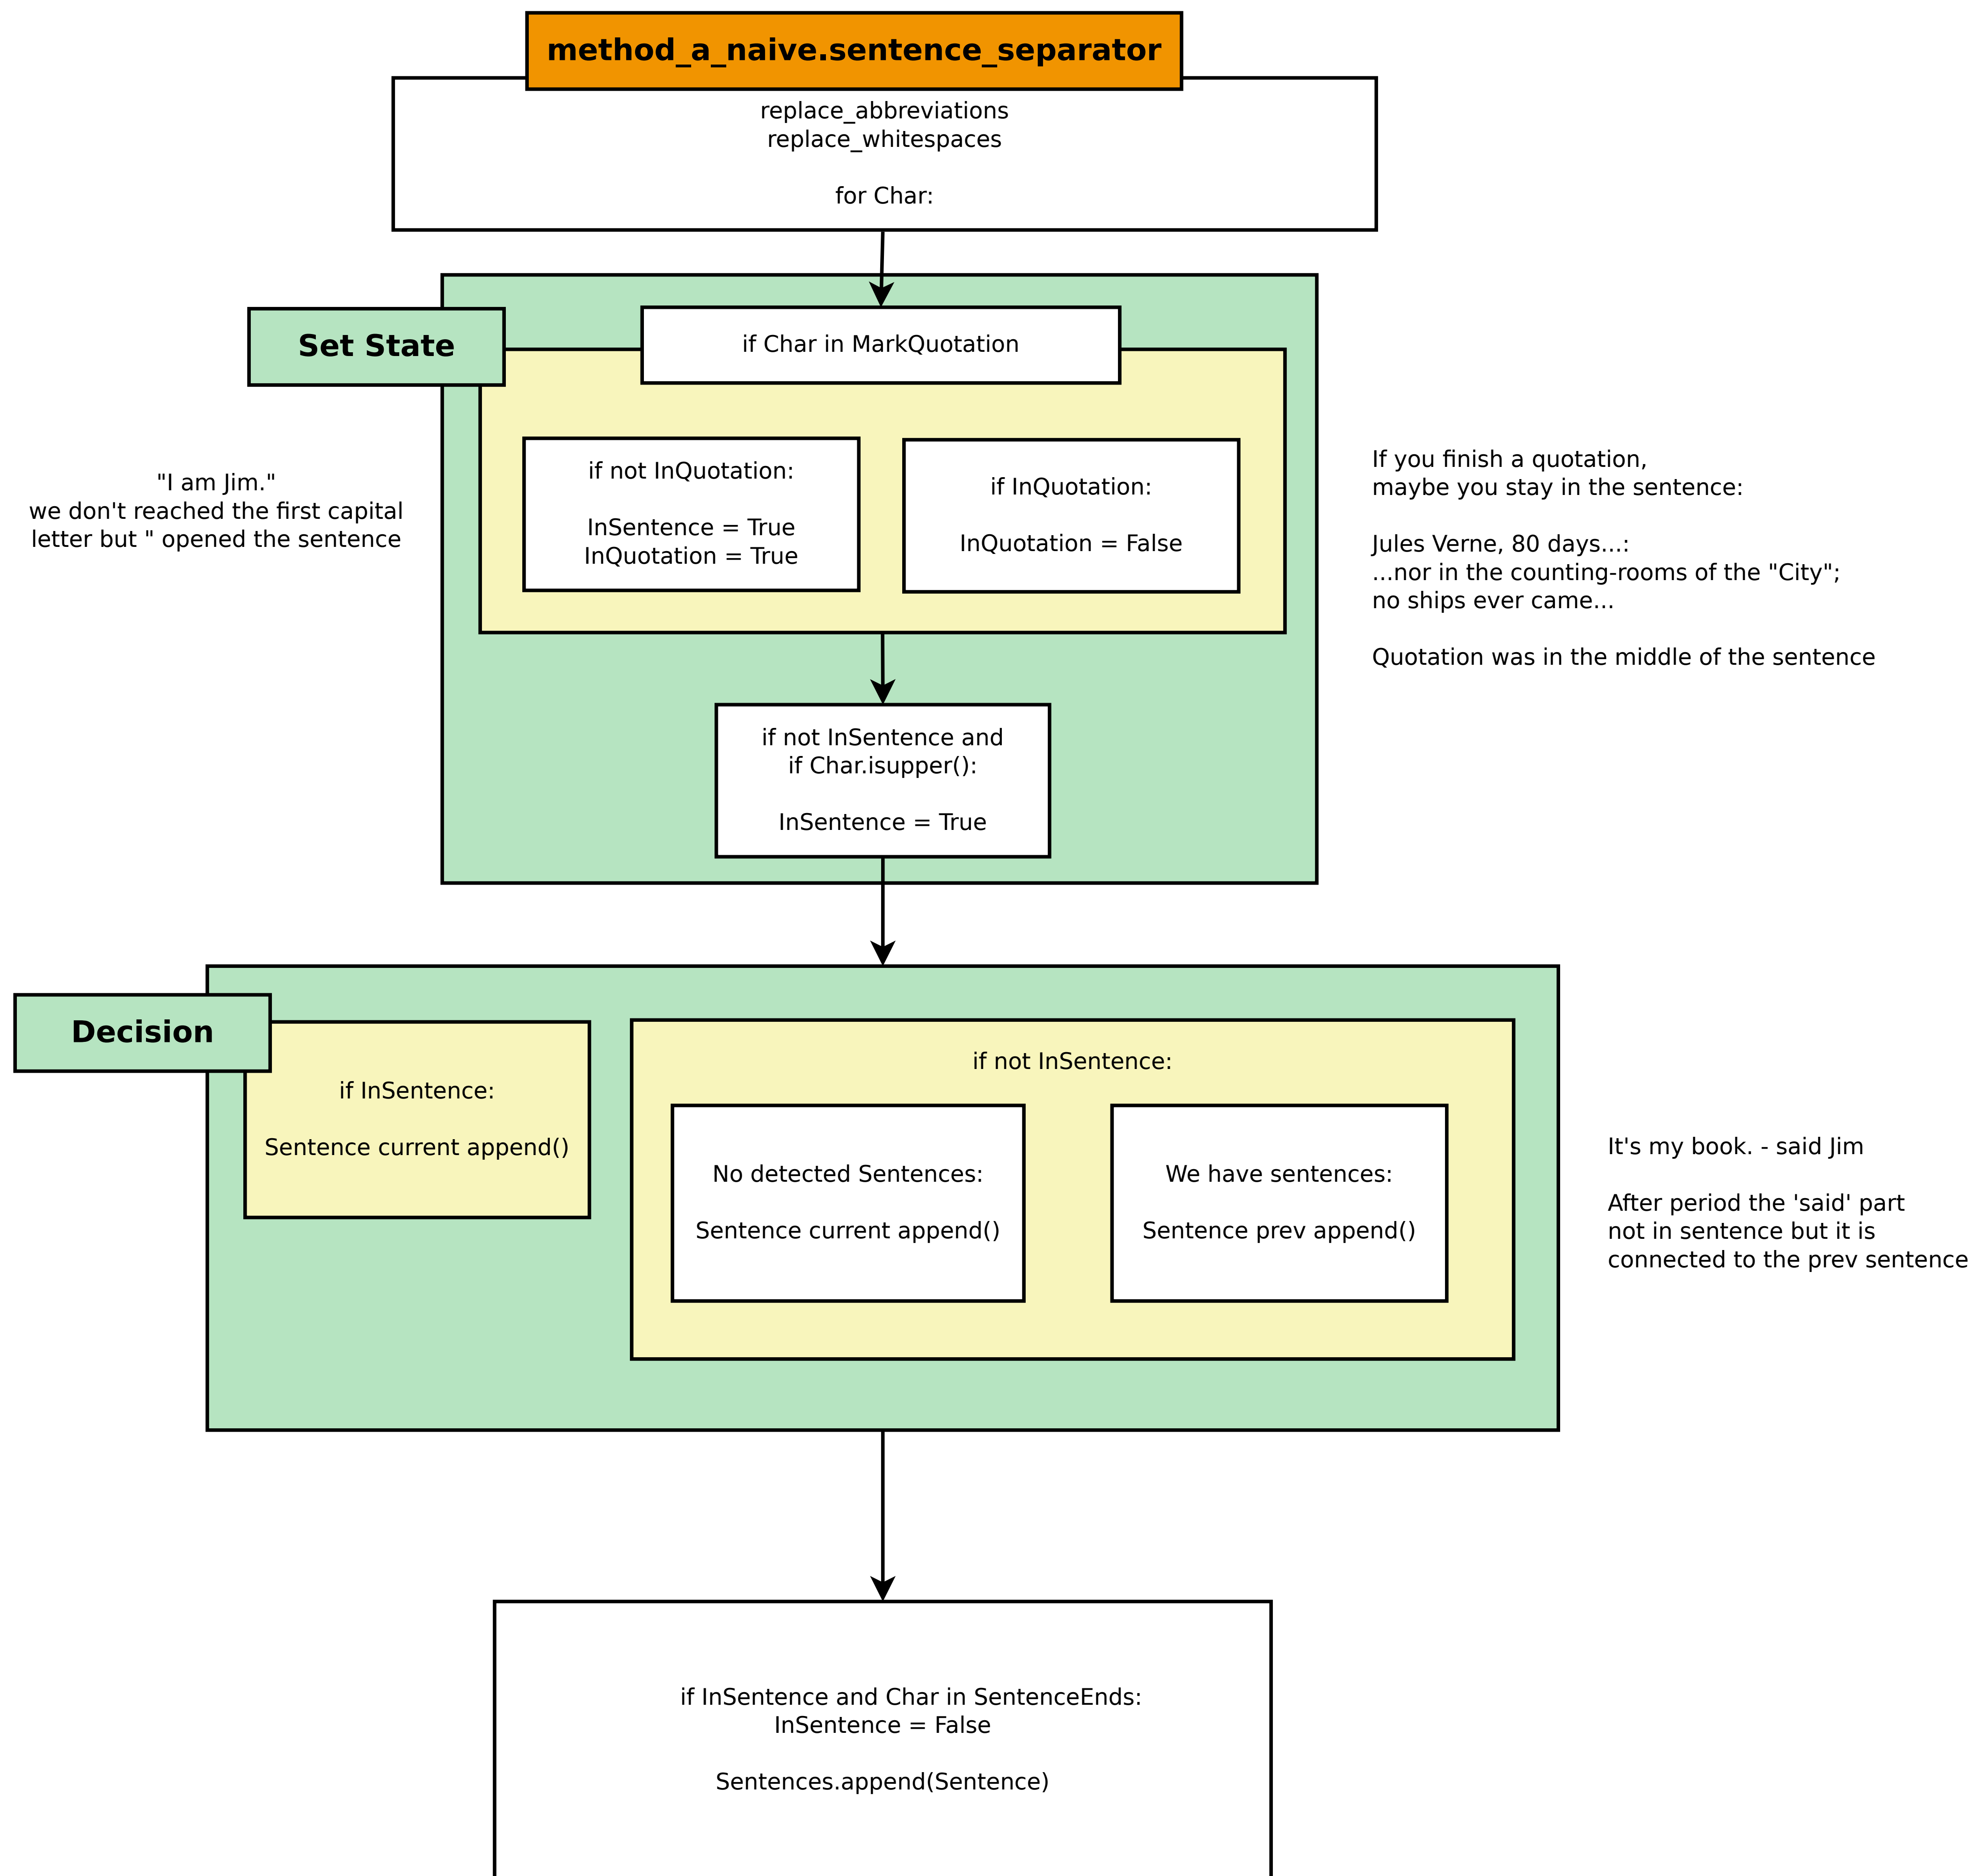 method_a_naive.sentence_separator
replace_abbreviations
replace_whitespaces
for Char:
Set State
if Char in MarkQuotation
"I am Jim."
we don't reached the first capital
letter but " opened the sentence
if not InQuotation:
InSentence = True
InQuotation = True
if InQuotation:
InQuotation = False
If you finish a quotation,
maybe you stay in the sentence:
Jules Verne, 80 days...:
...nor in the counting-rooms of the "City";
no ships ever came...
Quotation was in the middle of the sentence
if not InSentence and
if Char.isupper():
InSentence = True
Decision
if InSentence:
Sentence current append()
if not InSentence:
No detected Sentences:
Sentence current append()
We have sentences:
Sentence prev append()
It's my book. - said Jim
After period the 'said' part
not in sentence but it is
connected to the prev sentence
if InSentence and Char in SentenceEnds:
InSentence = False
Sentences.append(Sentence)